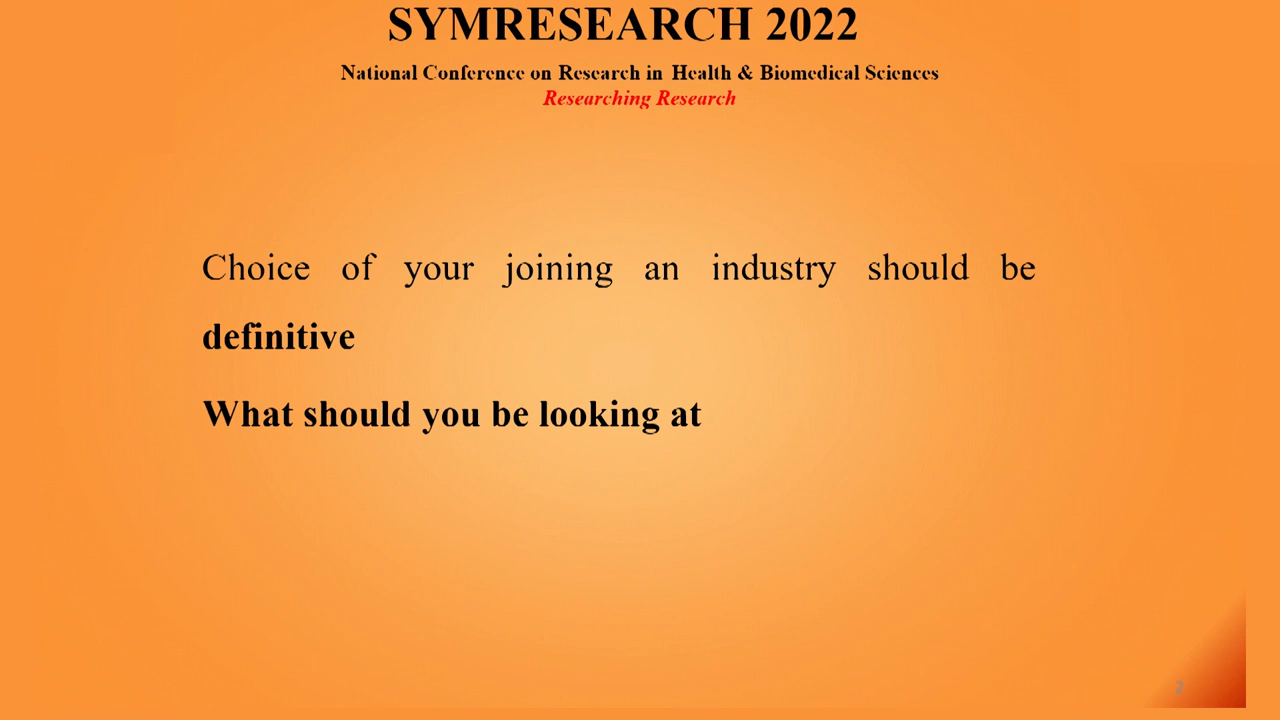 SYMRESEARCH 2022
National Conference on Research in Health & Biomedical Sciences
Researching Research
Choice of your joining an industry should be
definitive
What should you be looking at
2